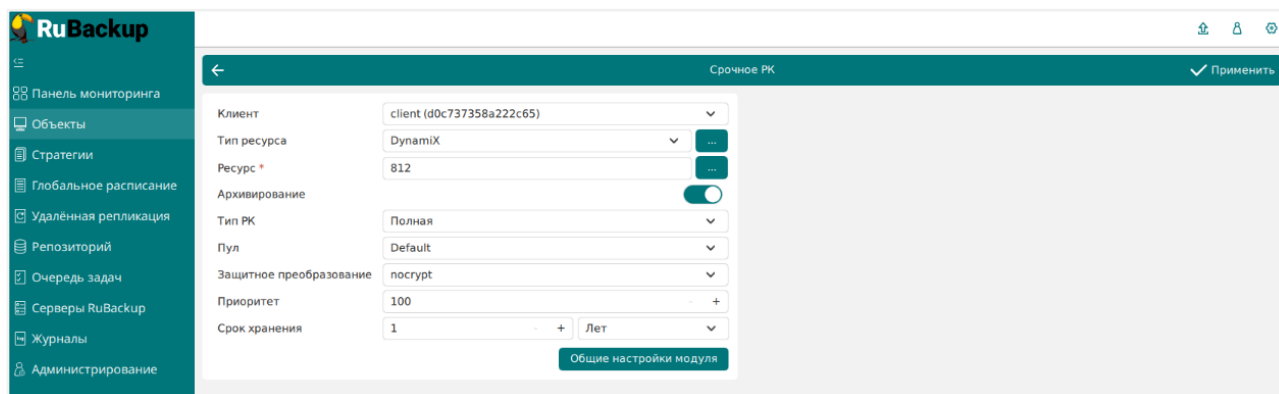 RuBackup
Срочное РК
Применить
Панель мониторинга
Объекты
Стратегии
Глобальное расписание
Удалённая репликация
Репозиторий
Очередь задач
Серверы RuBackup
Журналы
Администрирование
Клиент client (d0c737358a222c65)
Тип ресурса DynamiX ...
Ресурс * 812 ...
Архивирование
Тип РК Полная
Пул Default
Защитное преобразование nocrypt
Приоритет 100 - +
Срок хранения 1 - + Лет
Общие настройки модуля